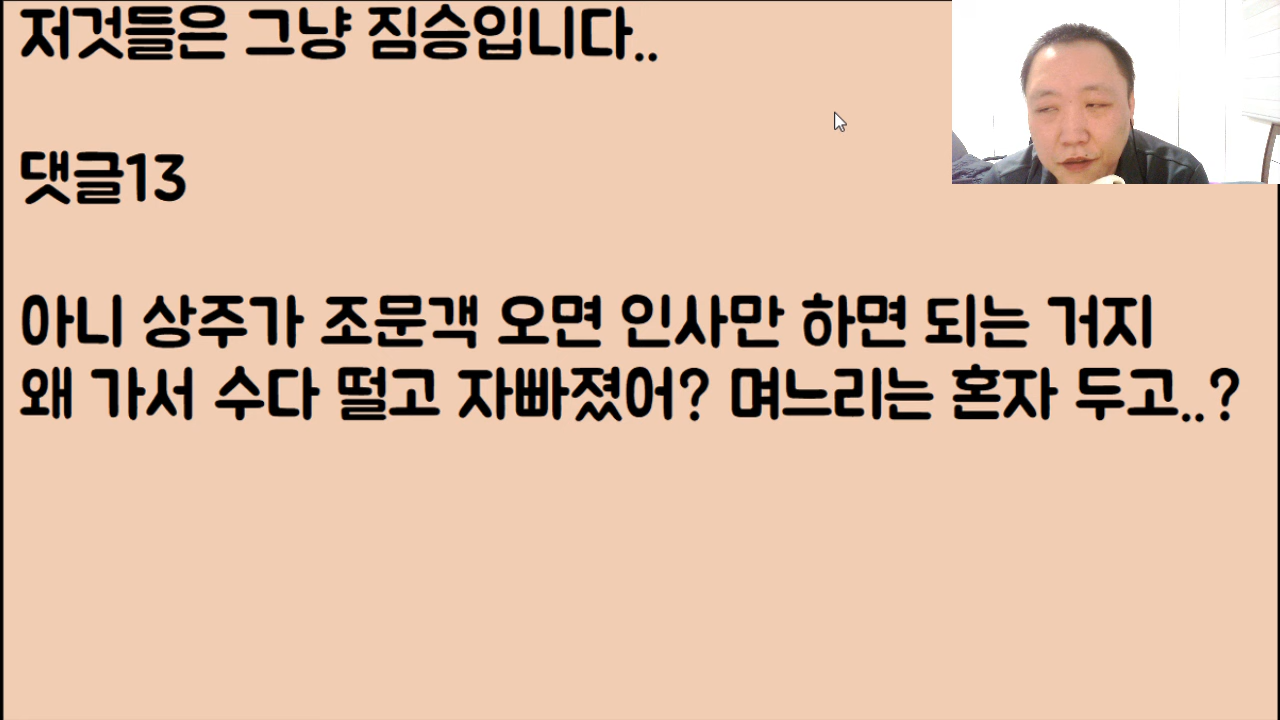 저것들은 그냥 짐승입니다..
댓글13
아니 상주가 조문객 오면 인사만 하면 되는 거지
왜 가서 수다 떨고 자빠졌어? 며느리는 혼자 두고..?